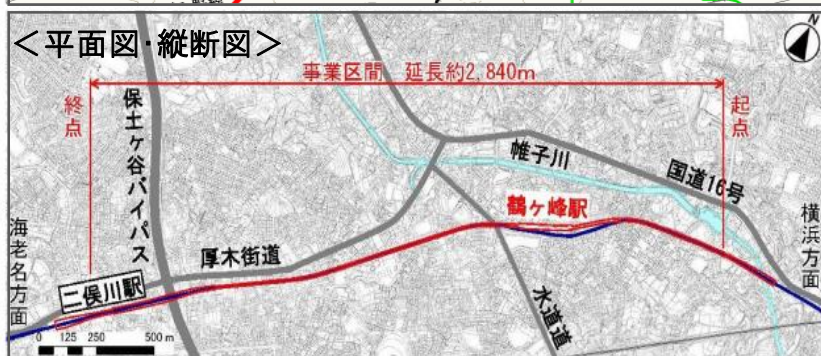 ＜平面図・縦断図＞
N
事業区間　延長約2,840m
終点
起点
保土ヶ谷バイパス
帷子川
国道16号
鶴ヶ峰駅
横浜方面
海老名方面
厚木街道
二俣川駅
水道道
0 125 250 500 m